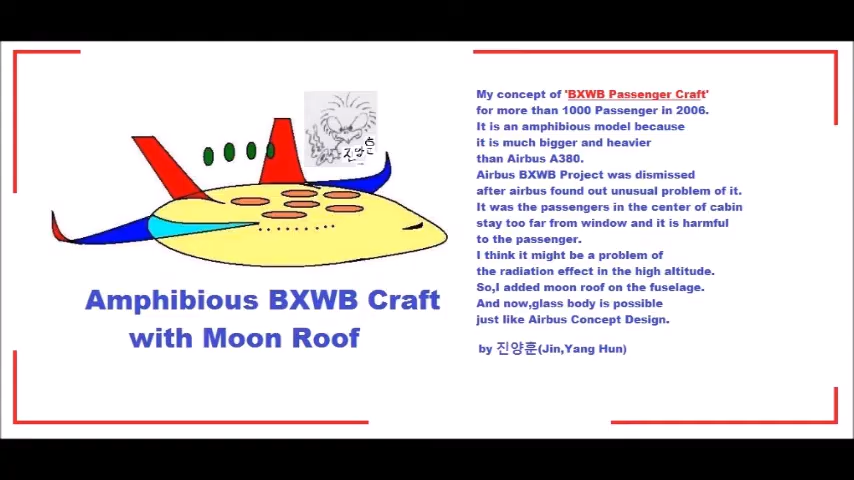 My concept of 'BXWB Passenger Craft'
for more than 1000 Passenger in 2006.
It is an amphibious model because
it is much bigger and heavier
than Airbus A380.
Airbus BXWB Project was dismissed
after airbus found out unusual problem of it.
It was the passengers in the center of cabin
stay too far from window and it is harmful
to the passenger.
I think it might be a problem of
the radiation effect in the high altitude.
So,I added moon roof on the fuselage.
And now,glass body is possible
just like Airbus Concept Design.
by 진양훈(Jin,Yang Hun)
진양훈
Amphibious BXWB Craft
with Moon Roof